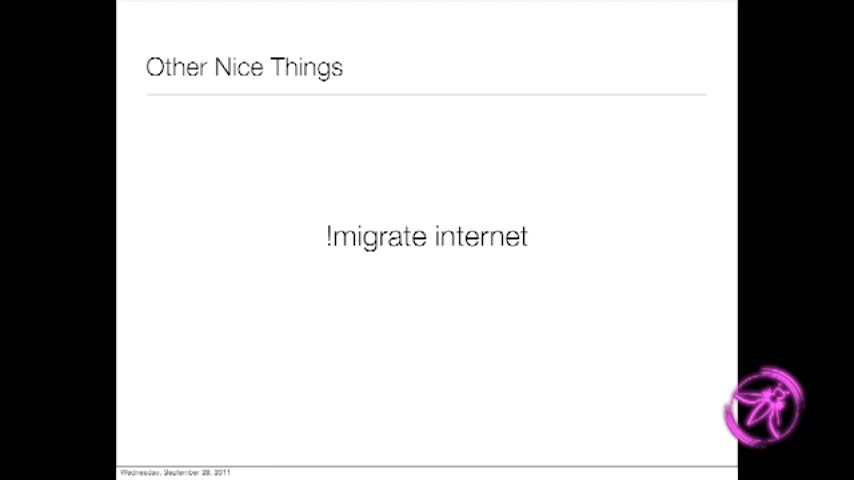 Other Nice Things
!migrate internet
Wednesday, September 28, 2011